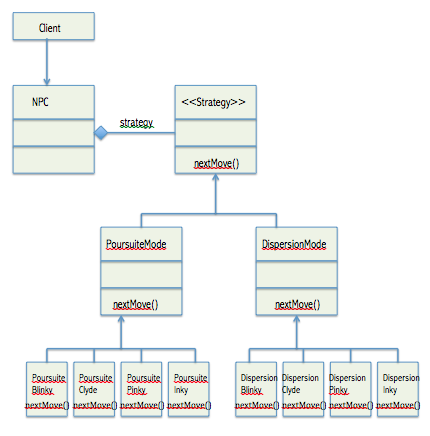 Client
NPC
<<Strategy>>
strategy
nextMove()
PoursuiteMode
DispersionMode
nextMove()
nextMove()
Poursuite
Blinky
nextMove()
Poursuite
Clyde
nextMove()
Poursuite
Pinky
nextMove()
Poursuite
Inky
nextMove()
Dispersion
Blinky
nextMove()
Dispersion
Clyde
nextMove()
Dispersion
Pinky
nextMove()
Dispersion
Inky
nextMove()